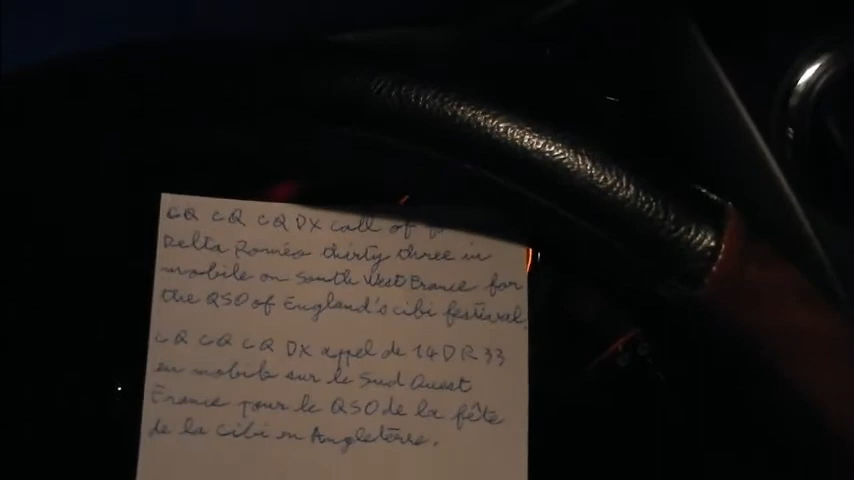 CQ CQ CQ DX call of
Delta Roméo thirty three in
mobile on South West France for
the QSO of England's cibi festival.
CQ CQ CQ DX appel de 14 DR 33
en mobile sur le Sud Ouest
France pour le QSO de la fête
de la cibi en Angleterre.